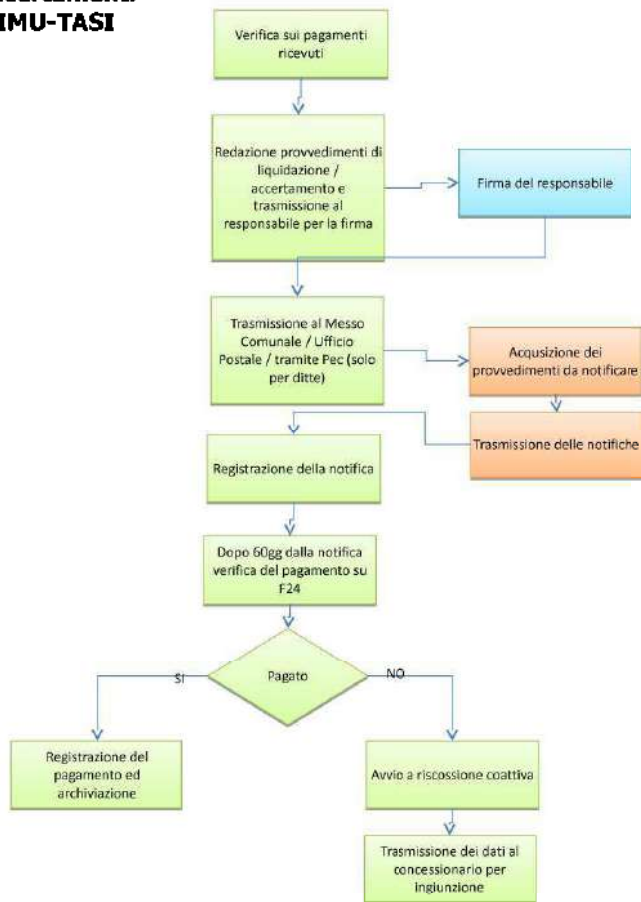 IMU-TASI
Verifica sui pagamenti
ricevuti
Redazione provvedimenti di
liquidazione /
accertamento e
trasmissione al
responsabile per la firma
Firma del responsabile
Trasmissione al Messo
Comunale / Ufficio
Postale / tramite Pec (solo
per ditte)
Acqusizione dei
provvedimenti da notificare
Trasmissione delle notifiche
Registrazione della notifica
Dopo 60gg dalla notifica
verifica del pagamento su
F24
Pagato
SI
NO
Registrazione del
pagamento ed
archiviazione
Avvio a riscossione coattiva
Trasmissione dei dati al
concessionario per
ingiunzione